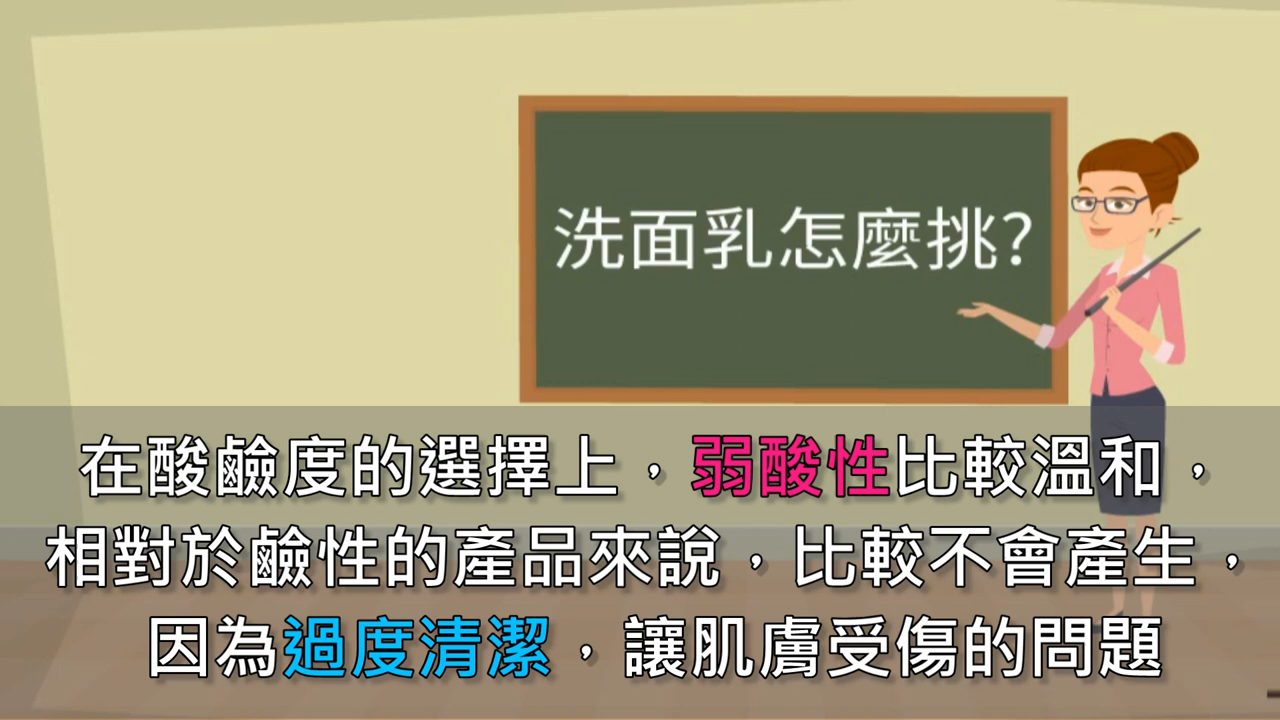 洗面乳怎麼挑?
在酸鹼度的選擇上，弱酸性比較溫和，
相對於鹼性的產品來說，比較不會產生，
因為過度清潔，讓肌膚受傷的問題